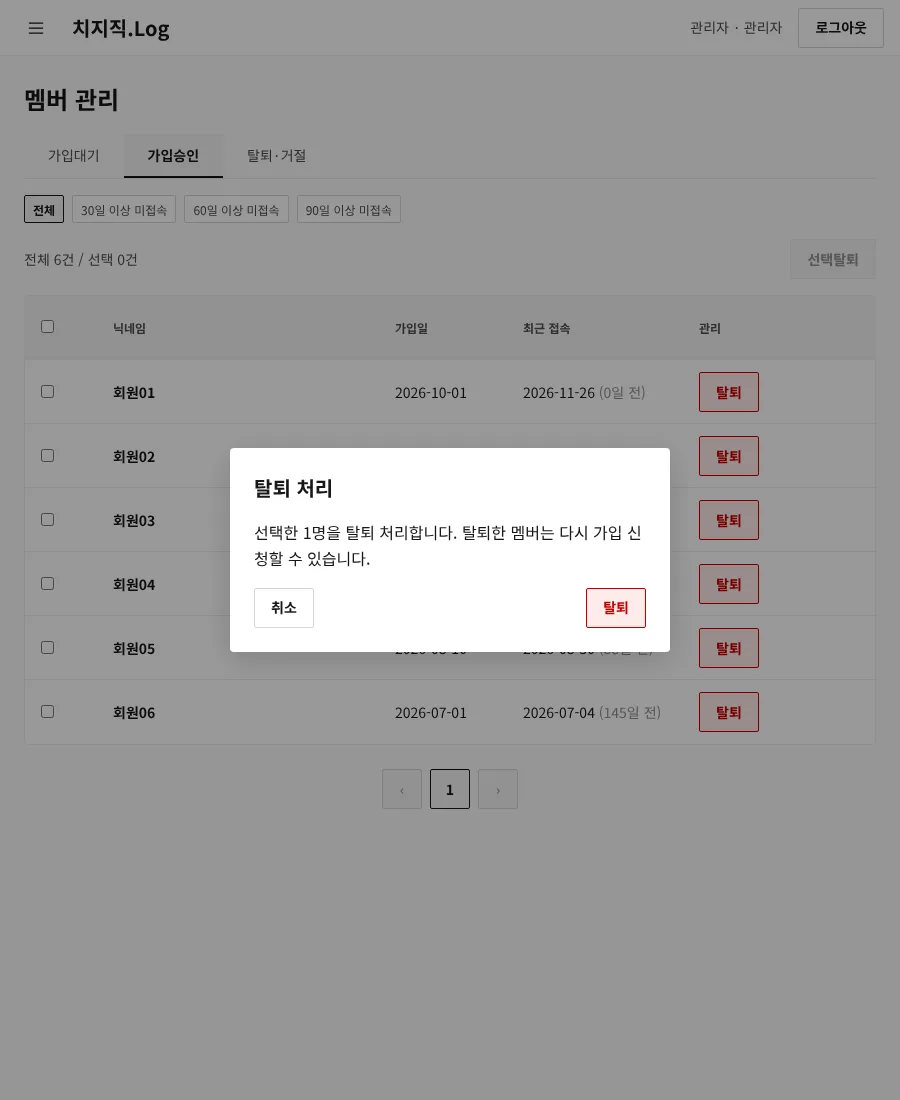 치지직.Log
관리자 · 관리자
로그아웃
멤버 관리
가입대기
가입승인
탈퇴·거절
전체
30일 이상 미접속
60일 이상 미접속
90일 이상 미접속
전체 6건 / 선택 0건
선택탈퇴
닉네임 가입일 최근 접속 관리
회원01 2026-10-01 2026-11-26 (0일 전) 탈퇴
회원02 탈퇴
회원03 탈퇴
회원04 탈퇴
회원05 탈퇴
회원06 2026-07-01 2026-07-04 (145일 전) 탈퇴
탈퇴 처리
선택한 1명을 탈퇴 처리합니다. 탈퇴한 멤버는 다시 가입 신
청할 수 있습니다.
취소
탈퇴
‹ 1 ›